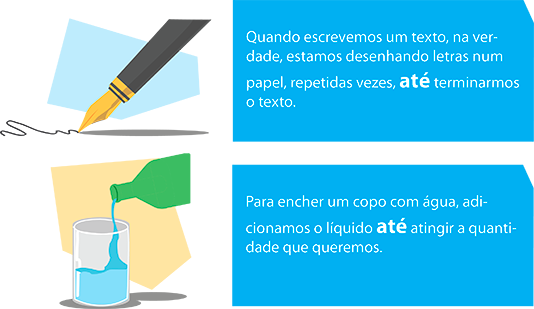 Quando escrevemos um texto, na ver-
dade, estamos desenhando letras num
papel, repetidas vezes, até terminarmos
o texto.
Para encher um copo com água, adi-
cionamos o líquido até atingir a quanti-
dade que queremos.